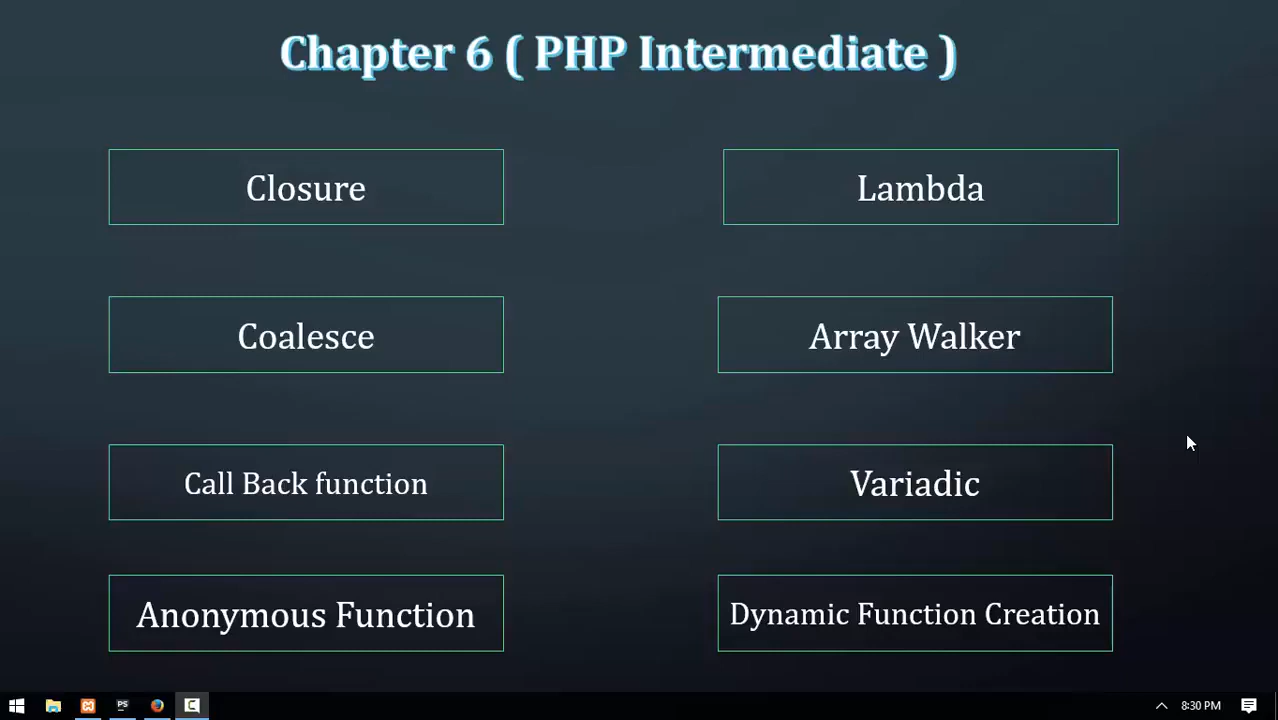 Chapter 6 ( PHP Intermediate )
Closure
Lambda
Coalesce
Array Walker
Call Back function
Variadic
Anonymous Function
Dynamic Function Creation
PS
C
8:30 PM